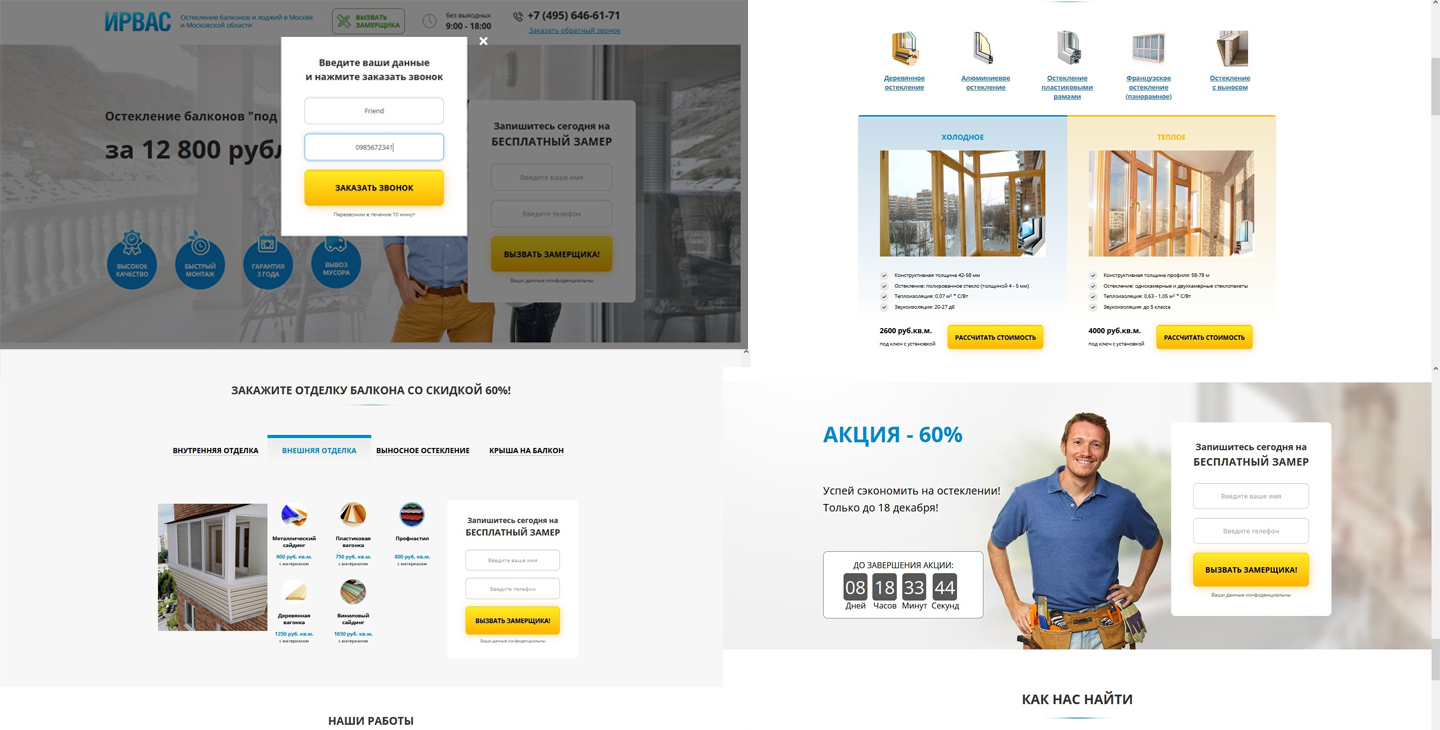 ИРВАС
Остекление балконов и лоджий в Москве
и Московской области
ВЫЗВАТЬ
ЗАМЕРЩИКА
без выходных
9:00 - 18:00
+7 (495) 646-61-71
Заказать обратный звонок
Введите ваши данные
и нажмите заказать звонок
Friend
0985672341
ЗАКАЗАТЬ ЗВОНОК
Перезвоним в течение 10 минут
Остекление балконов "под
за 12 800 рубл
ВЫСОКОЕ
КАЧЕСТВО
БЫСТРЫЙ
МОНТАЖ
ГАРАНТИЯ
3 ГОДА
ВЫВОЗ
МУСОРА
Запишитесь сегодня на
БЕСПЛАТНЫЙ ЗАМЕР
Введите ваше имя
Введите телефон
ВЫЗВАТЬ ЗАМЕРЩИКА!
Ваши данные конфиденциальны
Деревянное
остекление
Алюминиевое
остекление
Остекление
пластиковыми
рамами
Французское
остекление
(панорамное)
Остекление
с выносом
ХОЛОДНОЕ
Конструктивная толщина 42-58 мм
Остекление: полированное стекло (толщиной 4 - 5 мм)
Теплоизоляция: 0,07 м² * С/Вт
Звукоизоляция: 20-27 дб
2600 руб.кв.м.
под ключ с установкой
РАССЧИТАТЬ СТОИМОСТЬ
ТЕПЛОЕ
Конструктивная толщина профиля: 58-78 м
Остекление: однокамерные и двухкамерные стеклопакеты
Теплоизоляция: 0,63 - 1,05 м² * С/Вт
Звукоизоляция: до 5 класса
4000 руб.кв.м.
под ключ с установкой
РАССЧИТАТЬ СТОИМОСТЬ
ЗАКАЖИТЕ ОТДЕЛКУ БАЛКОНА СО СКИДКОЙ 60%!
ВНУТРЕННЯЯ ОТДЕЛКА
ВНЕШНЯЯ ОТДЕЛКА
ВЫНОСНОЕ ОСТЕКЛЕНИЕ
КРЫША НА БАЛКОН
Металлический
сайдинг
600 руб. кв.м.
с материалом
Пластиковая
вагонка
750 руб. кв.м.
с материалом
Профнастил
800 руб. кв.м.
с материалом
Деревянная
вагонка
1250 руб. кв.м.
с материалом
Виниловый
сайдинг
1650 руб. кв.м.
с материалом
Запишитесь сегодня на
БЕСПЛАТНЫЙ ЗАМЕР
Введите ваше имя
Введите телефон
ВЫЗВАТЬ ЗАМЕРЩИКА!
Ваши данные конфиденциальны
НАШИ РАБОТЫ
АКЦИЯ - 60%
Успей сэкономить на остеклении!
Только до 18 декабря!
ДО ЗАВЕРШЕНИЯ АКЦИИ:
08 18 33 44
Дней Часов Минут Секунд
Запишитесь сегодня на
БЕСПЛАТНЫЙ ЗАМЕР
Введите ваше имя
Введите телефон
ВЫЗВАТЬ ЗАМЕРЩИКА!
Ваши данные конфиденциальны
КАК НАС НАЙТИ